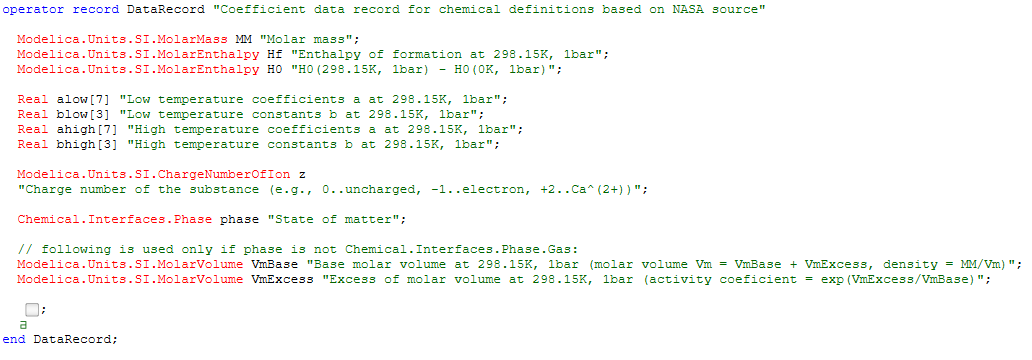 operator record DataRecord "Coefficient data record for chemical definitions based on NASA source"
Modelica.Units.SI.MolarMass MM "Molar mass";
Modelica.Units.SI.MolarEnthalpy Hf "Enthalpy of formation at 298.15K, 1bar";
Modelica.Units.SI.MolarEnthalpy H0 "H0(298.15K, 1bar) - H0(0K, 1bar)";
Real alow[7] "Low temperature coefficients a at 298.15K, 1bar";
Real blow[3] "Low temperature constants b at 298.15K, 1bar";
Real ahigh[7] "High temperature coefficients a at 298.15K, 1bar";
Real bhigh[3] "High temperature constants b at 298.15K, 1bar";
Modelica.Units.SI.ChargeNumberOfIon z
"Charge number of the substance (e.g., 0..uncharged, -1..electron, +2..Ca^(2+))";
Chemical.Interfaces.Phase phase "State of matter";
// following is used only if phase is not Chemical.Interfaces.Phase.Gas:
Modelica.Units.SI.MolarVolume VmBase "Base molar volume at 298.15K, 1bar (molar volume Vm = VmBase + VmExcess, density = MM/Vm)";
Modelica.Units.SI.MolarVolume VmExcess "Excess of molar volume at 298.15K, 1bar (activity coeficient = exp(VmExcess/VmBase)";
;
a
end DataRecord;